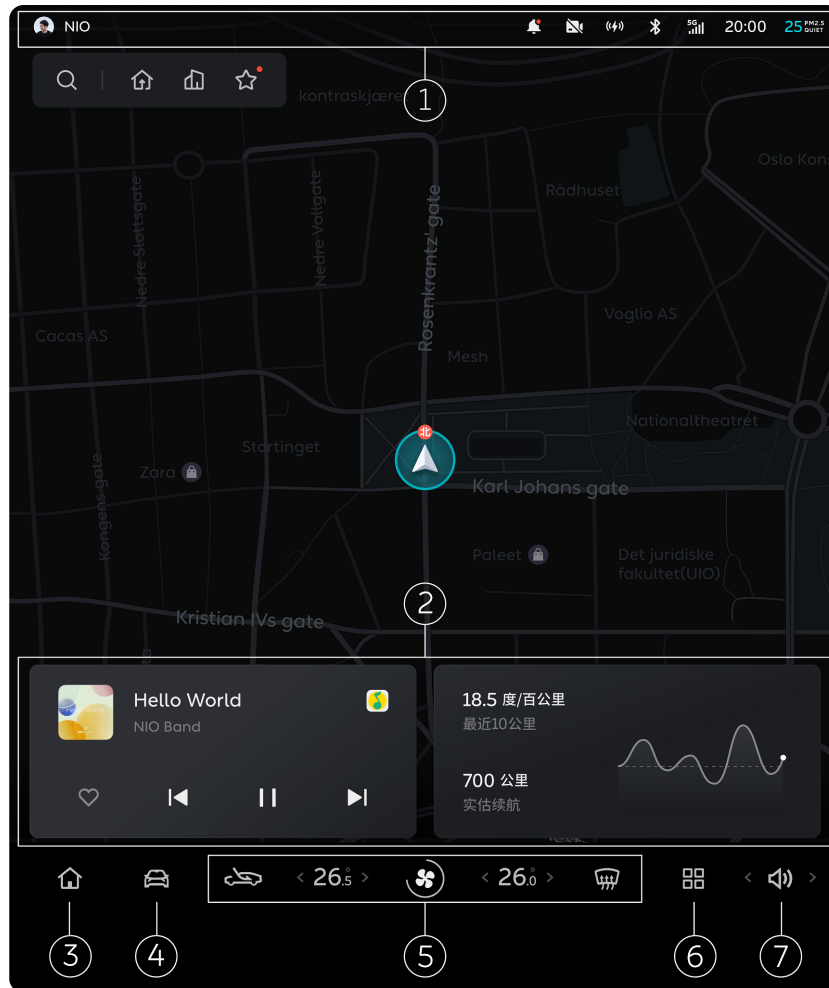 NIO
5G
20:00
25 PM2.5 QUIET
kontraskjære
1
Oslo Kon
Rådhuset
Nedre Slottsgate
Nedre Vollgate
Rosenkrantz' gate
Voglio AS
Cacas AS
Mesh
Nationaltheatret
北
Stortinget
Zara
Karl Johans gate
Kongens gate
Paleet
Det juridiske
fakultet(UIO)
2
Kristian IVs gate
Hello World
NIO Band
18.5 度/百公里
最近10公里
700 公里
实估续航
< 26.5° >
< 26.0° >
< >
3
4
5
6
7